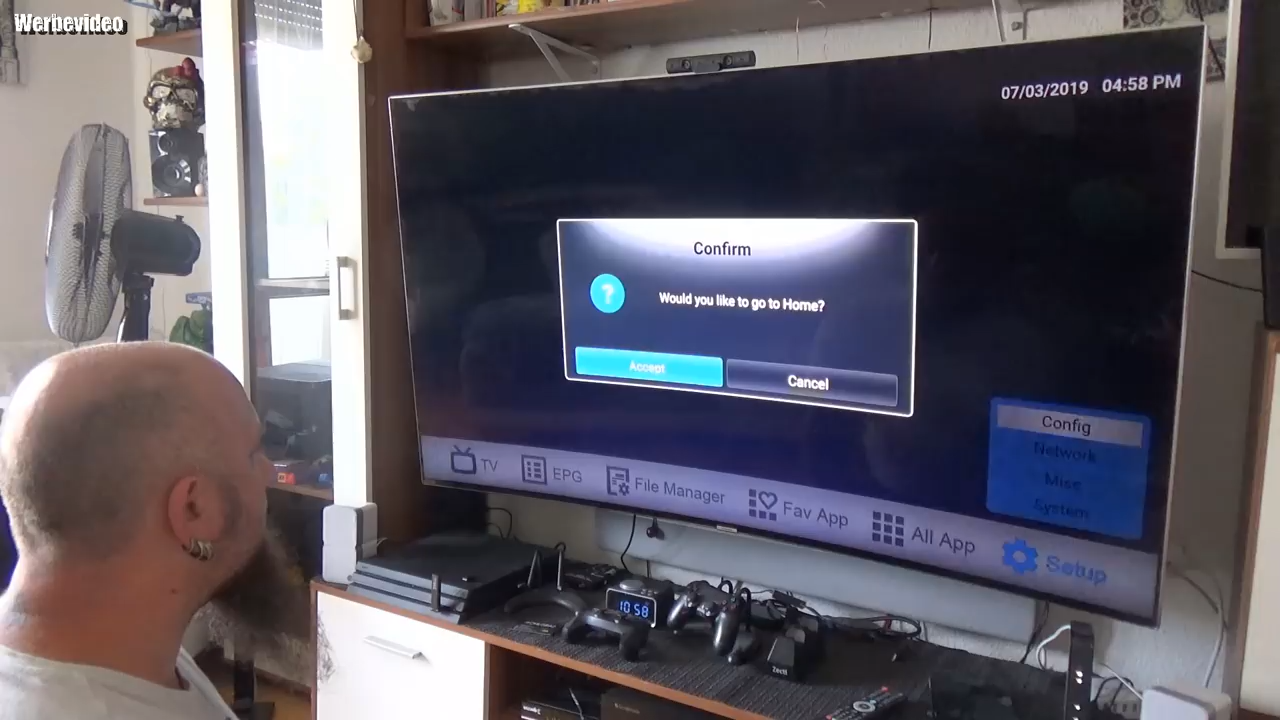 Werbevideo
07/03/2019 04:58 PM
Confirm
?
Would you like to go to Home?
Accept
Cancel
Config
Network
Misc
System
TV
EPG
File Manager
Fav App
All App
Setup
10 58
Zectl